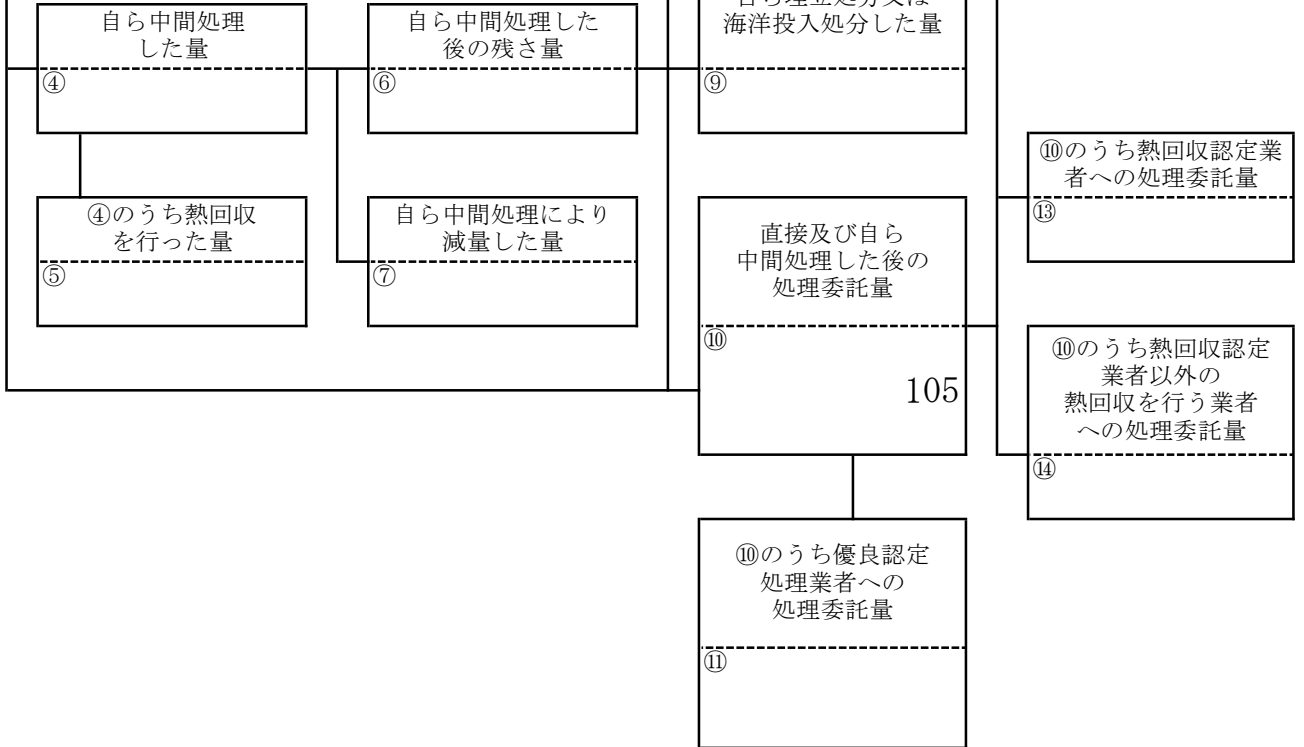 自ら中間処理
した量
④
自ら中間処理した
後の残さ量
⑥
海洋投入処分した量
⑨
⑩のうち熱回収認定業
者への処理委託量
⑬
④のうち熱回収
を行った量
⑤
自ら中間処理により
減量した量
⑦
直接及び自ら
中間処理した後の
処理委託量
⑩
105
⑩のうち熱回収認定
業者以外の
熱回収を行う業者
への処理委託量
⑭
⑩のうち優良認定
処理業者への
処理委託量
⑪